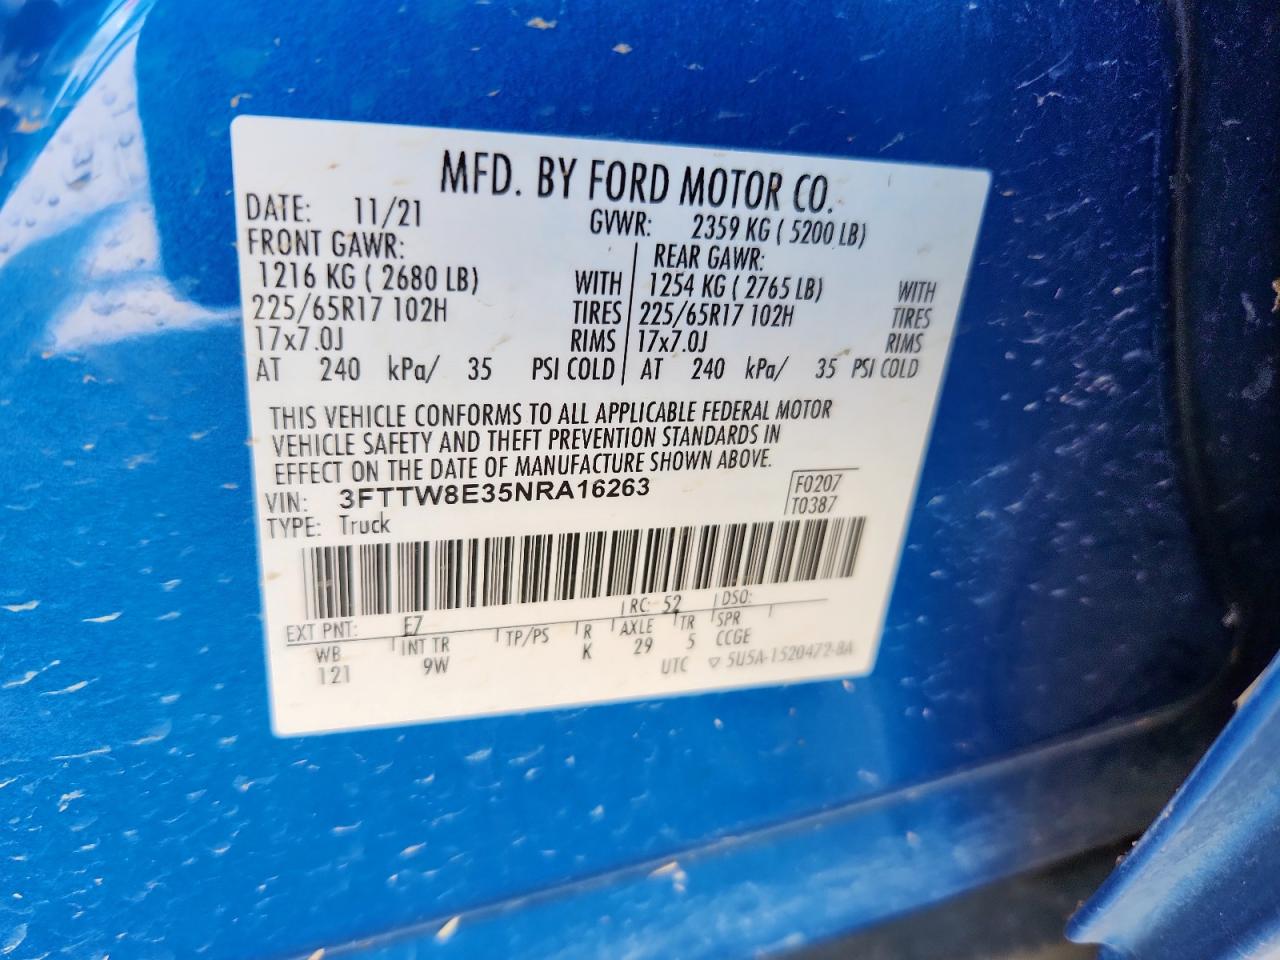 MFD. BY FORD MOTOR CO.
DATE: 11/21 GVWR: 2359 KG ( 5200 LB)
FRONT GAWR: REAR GAWR:
1216 KG ( 2680 LB) WITH 1254 KG ( 2765 LB) WITH
225/65R17 102H TIRES 225/65R17 102H TIRES
17x7.0J RIMS 17x7.0J RIMS
AT 240 kPa/ 35 PSI COLD AT 240 kPa/ 35 PSI COLD
THIS VEHICLE CONFORMS TO ALL APPLICABLE FEDERAL MOTOR
VEHICLE SAFETY AND THEFT PREVENTION STANDARDS IN
EFFECT ON THE DATE OF MANUFACTURE SHOWN ABOVE.
VIN: 3FTTW8E35NRA16263 F0207
TYPE: Truck T0387
EXT PNT: E7 RC: 52 DSO:
WB INT TR TP/PS R AXLE TR SPR
121 9W K 29 5 CCGE
UTC ▽ 5U5A-1520472-BA